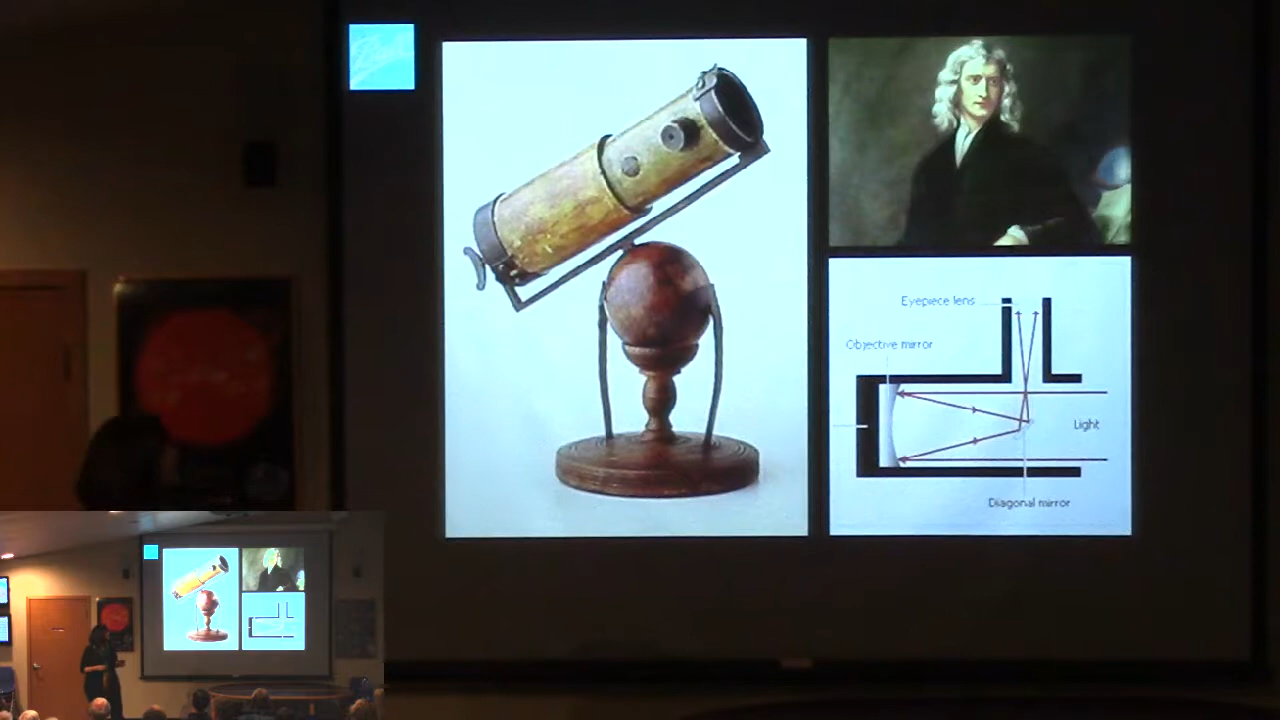 Eyepiece lens
Objective mirror
Light
Diagonal mirror